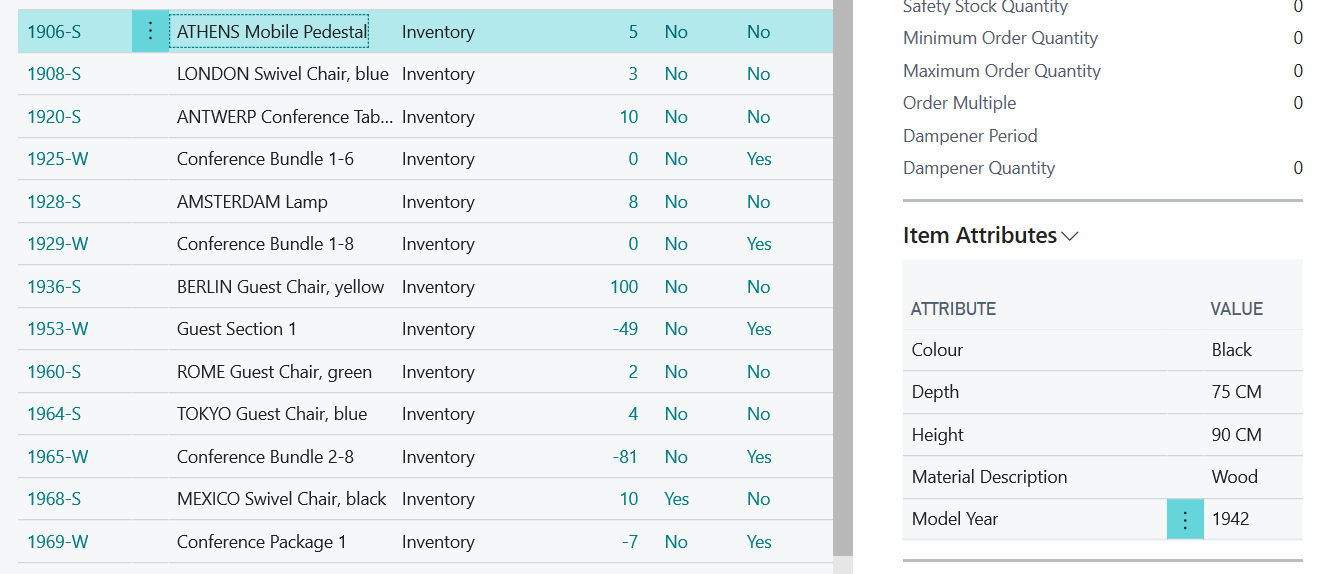 1906-S ATHENS Mobile Pedestal Inventory 5 No No
1908-S LONDON Swivel Chair, blue Inventory 3 No No
1920-S ANTWERP Conference Tab... Inventory 10 No No
1925-W Conference Bundle 1-6 Inventory 0 No Yes
1928-S AMSTERDAM Lamp Inventory 8 No No
1929-W Conference Bundle 1-8 Inventory 0 No Yes
1936-S BERLIN Guest Chair, yellow Inventory 100 No No
1953-W Guest Section 1 Inventory -49 No Yes
1960-S ROME Guest Chair, green Inventory 2 No No
1964-S TOKYO Guest Chair, blue Inventory 4 No No
1965-W Conference Bundle 2-8 Inventory -81 No Yes
1968-S MEXICO Swivel Chair, black Inventory 10 Yes No
1969-W Conference Package 1 Inventory -7 No Yes
Safety Stock Quantity 0
Minimum Order Quantity 0
Maximum Order Quantity 0
Order Multiple 0
Dampener Period
Dampener Quantity 0
Item Attributes
ATTRIBUTE VALUE
Colour Black
Depth 75 CM
Height 90 CM
Material Description Wood
Model Year 1942